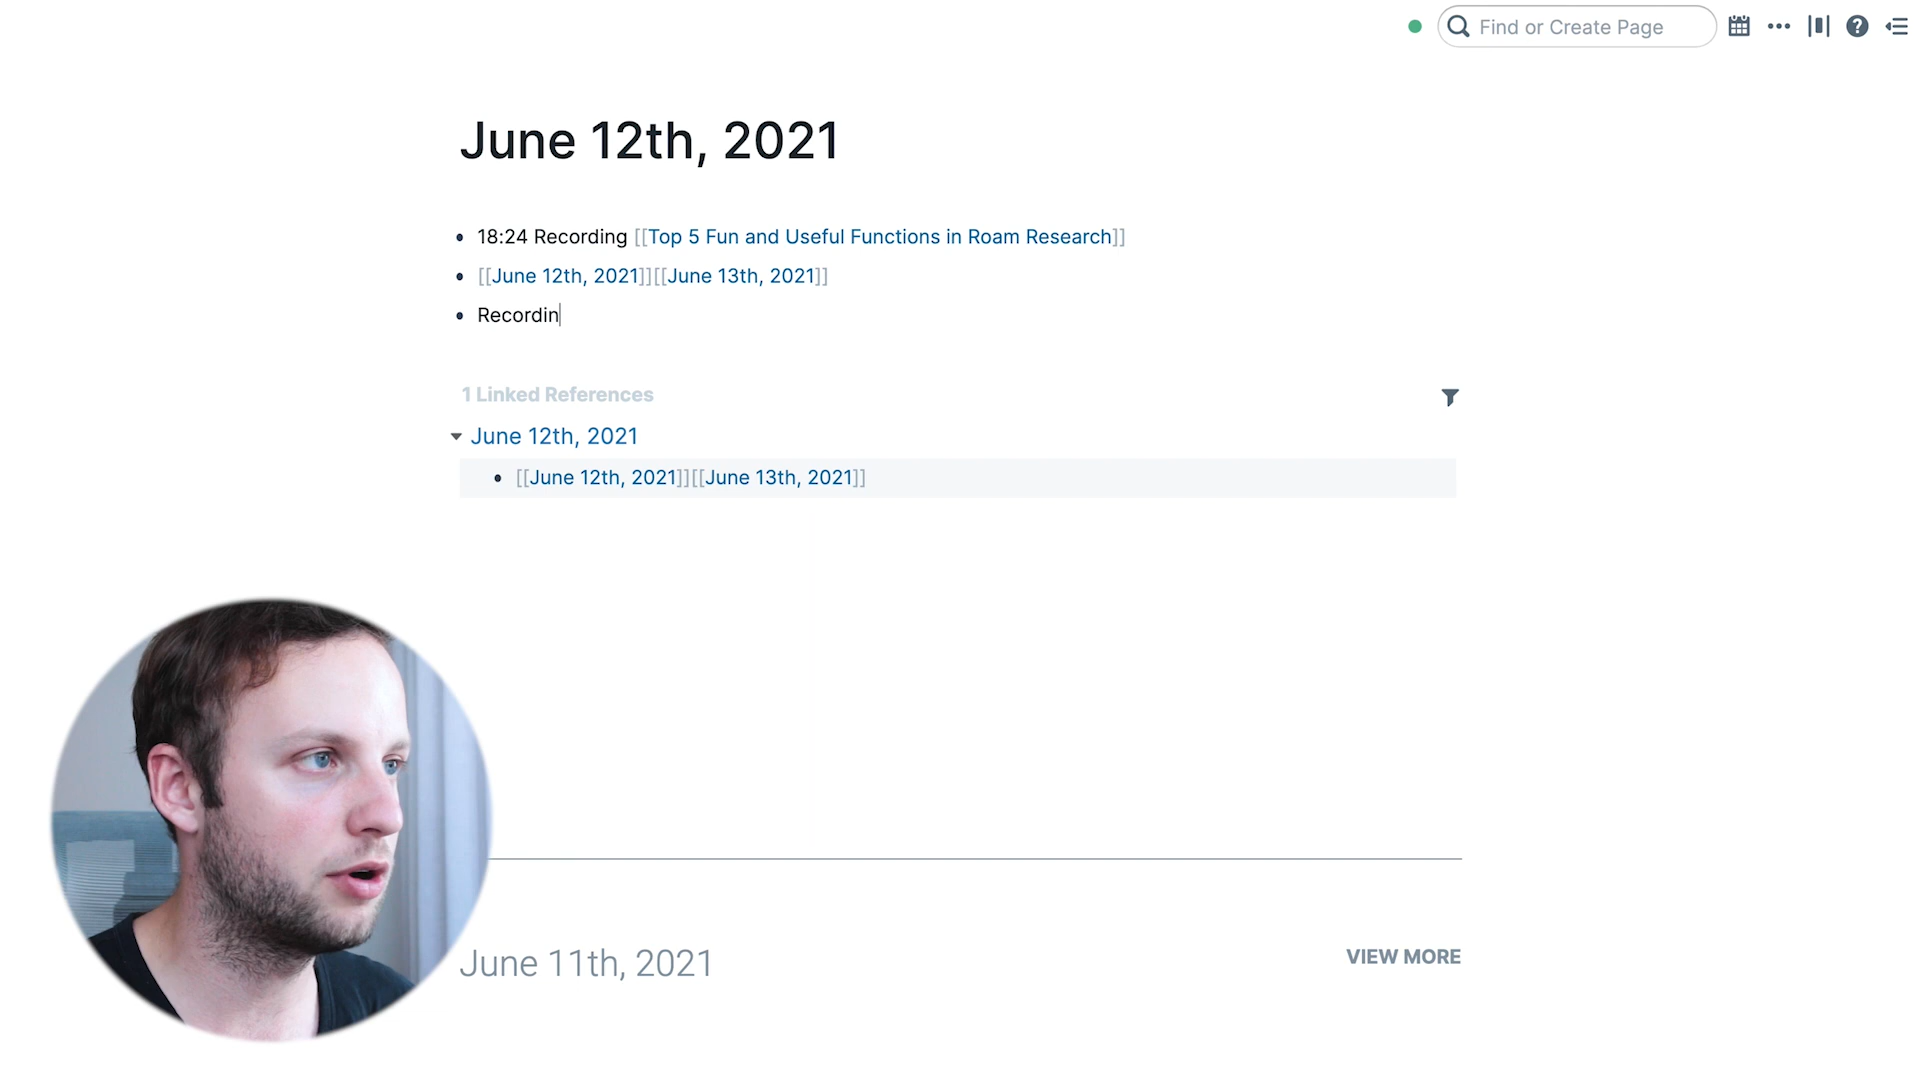 Find or Create Page
June 12th, 2021
18:24 Recording [[Top 5 Fun and Useful Functions in Roam Research]]
[[June 12th, 2021]][[June 13th, 2021]]
Recordin
1 Linked References
June 12th, 2021
[[June 12th, 2021]][[June 13th, 2021]]
June 11th, 2021
VIEW MORE